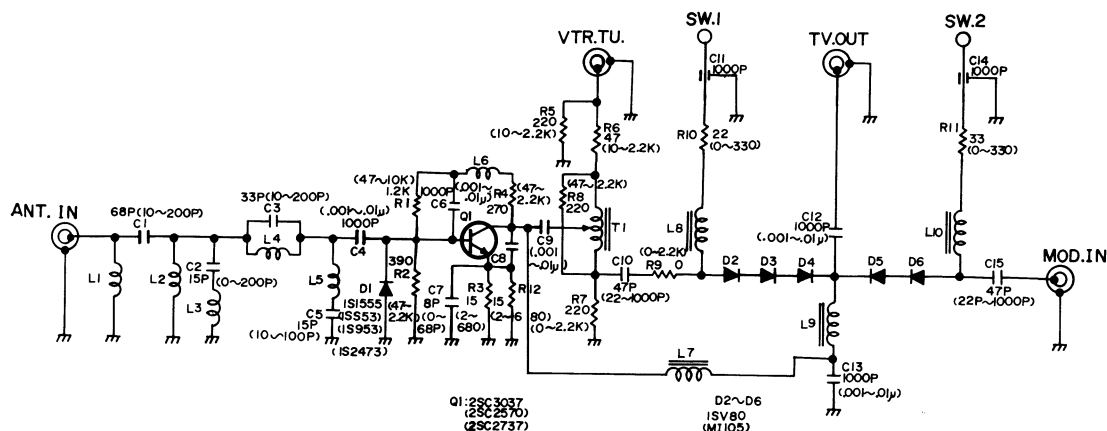 SW.1
SW.2
VTR.TU.
TV.OUT
C11
1000P
C14
1000P
R5
220
(10~2.2K)
R6
47
(10~2.2K)
R10
22
(0~330)
R11
33
(0~330)
L6
(47~10K)
1.2K
R1
1000P
C6
(.001~
.01μ)
R4
270
(47~
2.2K)
(47~2.2K)
R8
220
T1
L8
C12
1000P
(.001~.01μ)
L10
ANT. IN
68P(10~200P)
C1
33P(10~200P)
C3
L4
(.001~.01μ)
1000P
C4
Q1
C8
C9
(.001
~.01μ)
(0~2.2K)
C10
47P
(22~1000P)
R9
0
D2
D3
D4
D5
D6
C15
47P
(22P~1000P)
MOD.IN
L1
L2
C2
15P
(0~200P)
L3
L5
C5
15P
(10~100P)
390
R2
(47~
2.2K)
D1
1S1555
(1SS53)
(1S953)
(1S2473)
C7
8P
(0~
68P)
R3
15
(2~
680)
R12
15
(2~6
80)
R7
220
(0~2.2K)
L7
L9
C13
1000P
(.001~.01μ)
Q1:2SC3037
(2SC2570)
(2SC2737)
D2~D6
1SV80
(MI105)